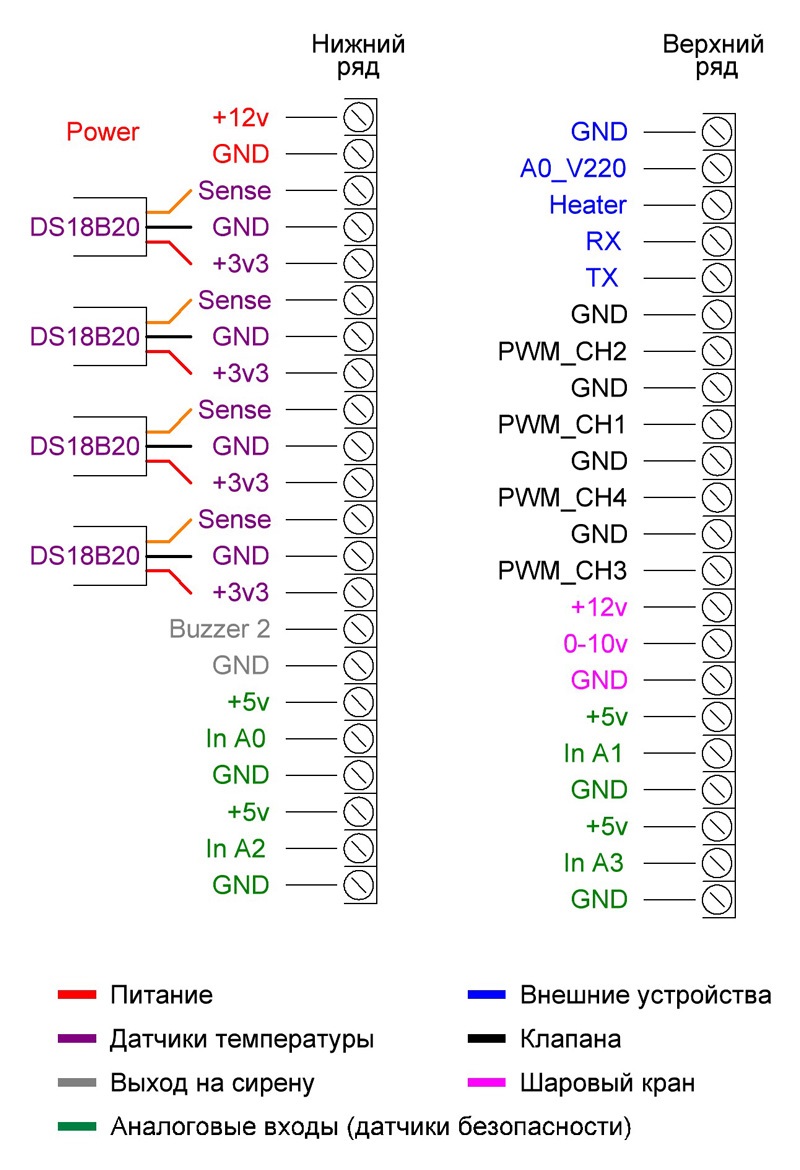 Нижний
ряд
Power
+12v
GND
Sense
DS18B20
GND
+3v3
Sense
DS18B20
GND
+3v3
Sense
DS18B20
GND
+3v3
Sense
DS18B20
GND
+3v3
Buzzer 2
GND
+5v
In A0
GND
+5v
In A2
GND
Верхний
ряд
GND
A0_V220
Heater
RX
TX
GND
PWM_CH2
GND
PWM_CH1
GND
PWM_CH4
GND
PWM_CH3
+12v
0-10v
GND
+5v
In A1
GND
+5v
In A3
GND
Питание
Датчики температуры
Выход на сирену
Аналоговые входы (датчики безопасности)
Внешние устройства
Клапана
Шаровый кран